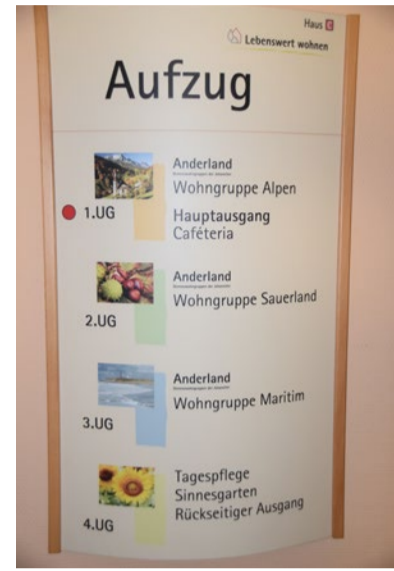 Haus C
Lebenswert wohnen
Aufzug
Anderland
Wohngruppe Alpen
1.UG
Hauptausgang
Caféteria
Anderland
Wohngruppe Sauerland
2.UG
Anderland
Wohngruppe Maritim
3.UG
Tagespflege
Sinnesgarten
Rückseitiger Ausgang
4.UG